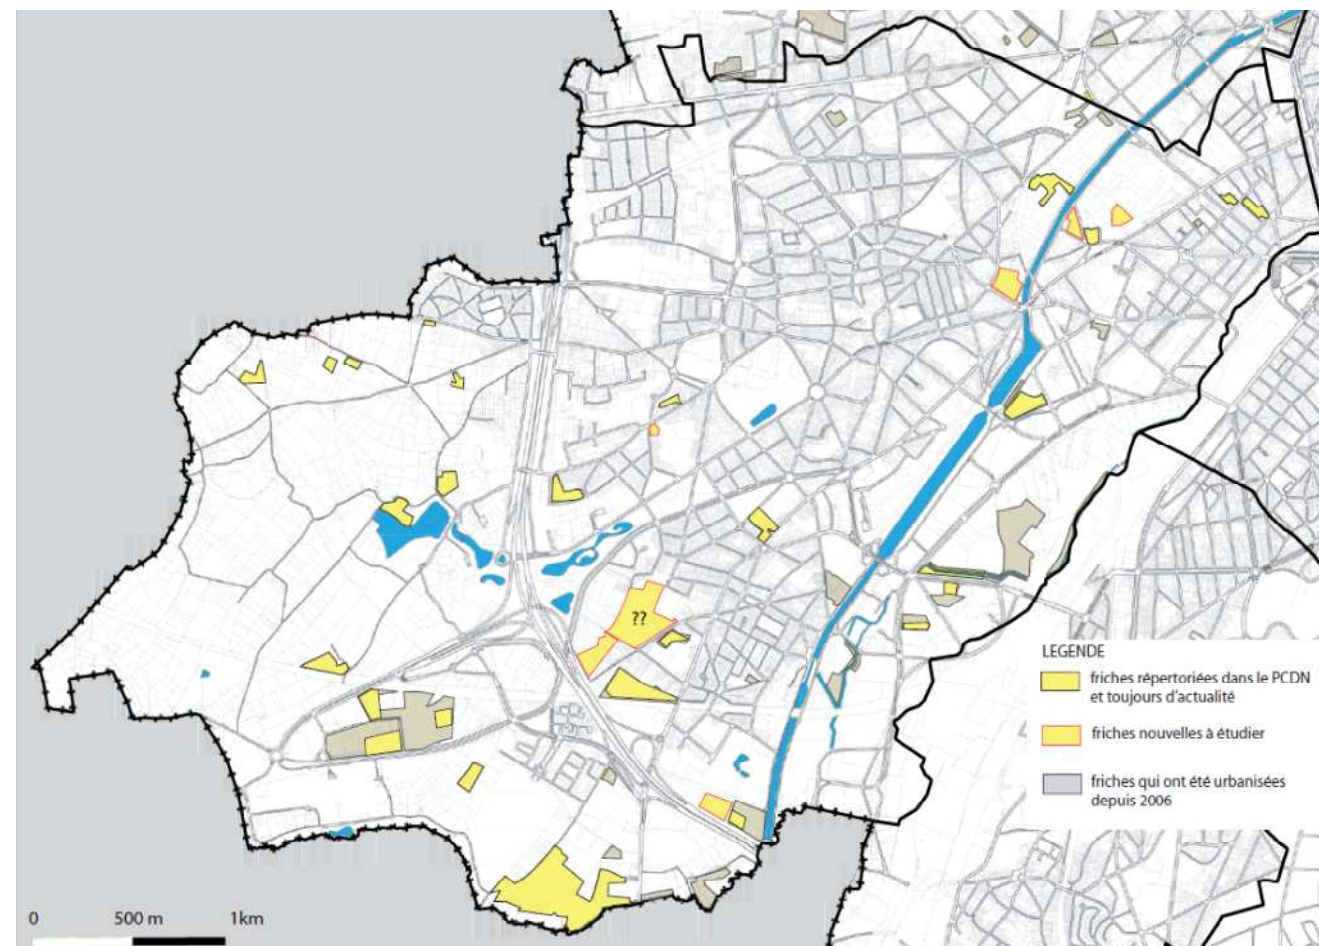 ??
LEGENDE
friches répertoriées dans le PCDN
et toujours d'actualité
friches nouvelles à étudier
friches qui ont été urbanisées
depuis 2006
0 500 m 1km